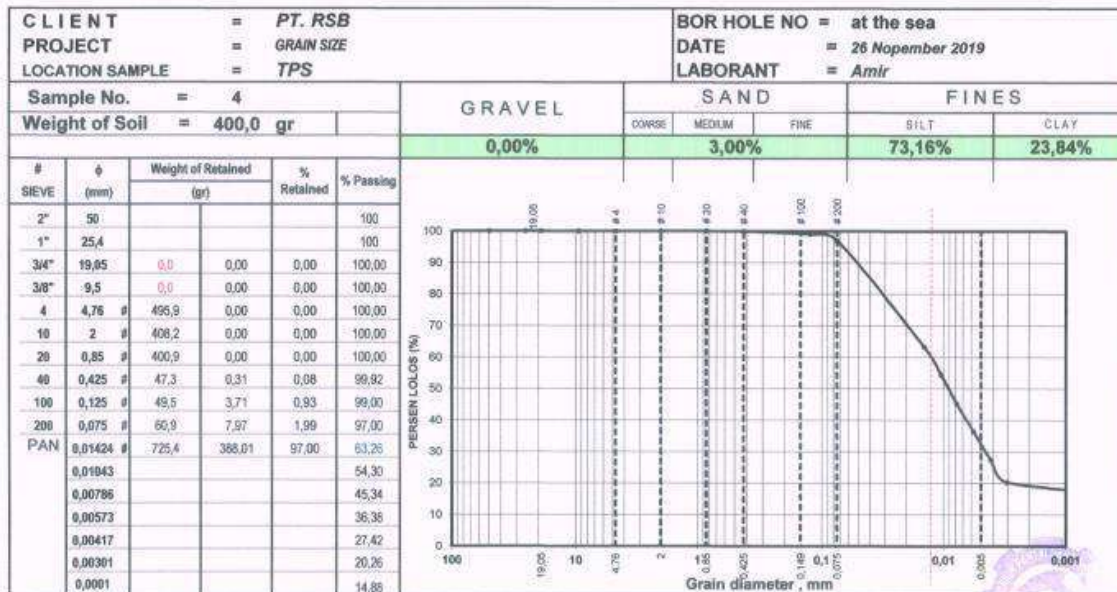 CLIENT = PT. RSB BOR HOLE NO = at the sea
PROJECT = GRAIN SIZE DATE = 26 Nopember 2019
LOCATION SAMPLE = TPS LABORANT = Amir
Sample No. = 4 GRAVEL SAND FINES
Weight of Soil = 400,0 gr COARSE MEDIUM FINE SILT CLAY
0,00% 3,00% 73,16% 23,84%
# SIEVE ϕ (mm) Weight of Retained (gr) % Retained % Passing
2" 50 100
1" 25,4 100
3/4" 19,05 0,0 0,00 0,00 100,00
3/8" 9,5 0,0 0,00 0,00 100,00
4 4,76 # 495,9 0,00 0,00 100,00
10 2 # 408,2 0,00 0,00 100,00
20 0,85 # 400,9 0,00 0,00 100,00
40 0,425 # 47,3 0,31 0,08 99,92
100 0,125 # 49,5 3,71 0,93 99,00
200 0,075 # 60,9 7,97 1,99 97,00
PAN 0,01424 # 725,4 388,01 97,00 63,26
0,01043 54,30
0,00786 45,34
0,00573 36,38
0,00417 27,42
0,00301 20,26
0,0001 14,88
19,05 # 4 # 10 # 20 # 40 # 100 # 200
PERSEN LOLOS (%)
100
90
80
70
60
50
40
30
20
10
0
100 19,05 10 4,76 2 0,85 0,425 0,149 0,1 0,075 0,01 0,005 0,001
Grain diameter , mm